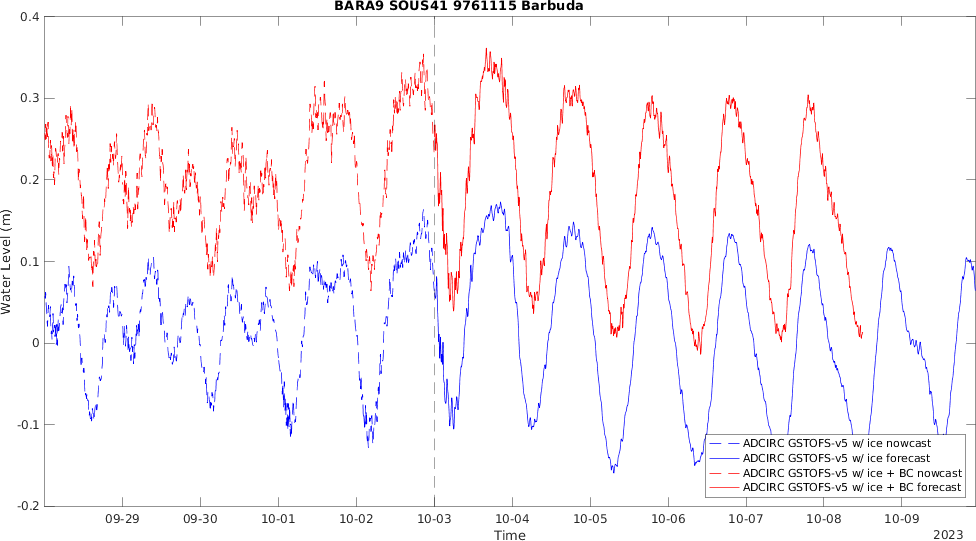 BARA9 SOUS41 9761115 Barbuda
0.4
0.3
0.2
0.1
0
-0.1
-0.2
Water Level (m)
ADCIRC GSTOFS-v5 w/ ice nowcast
ADCIRC GSTOFS-v5 w/ ice forecast
ADCIRC GSTOFS-v5 w/ ice + BC nowcast
ADCIRC GSTOFS-v5 w/ ice + BC forecast
09-29 09-30 10-01 10-02 10-03 10-04 10-05 10-06 10-07 10-08 10-09
Time
2023